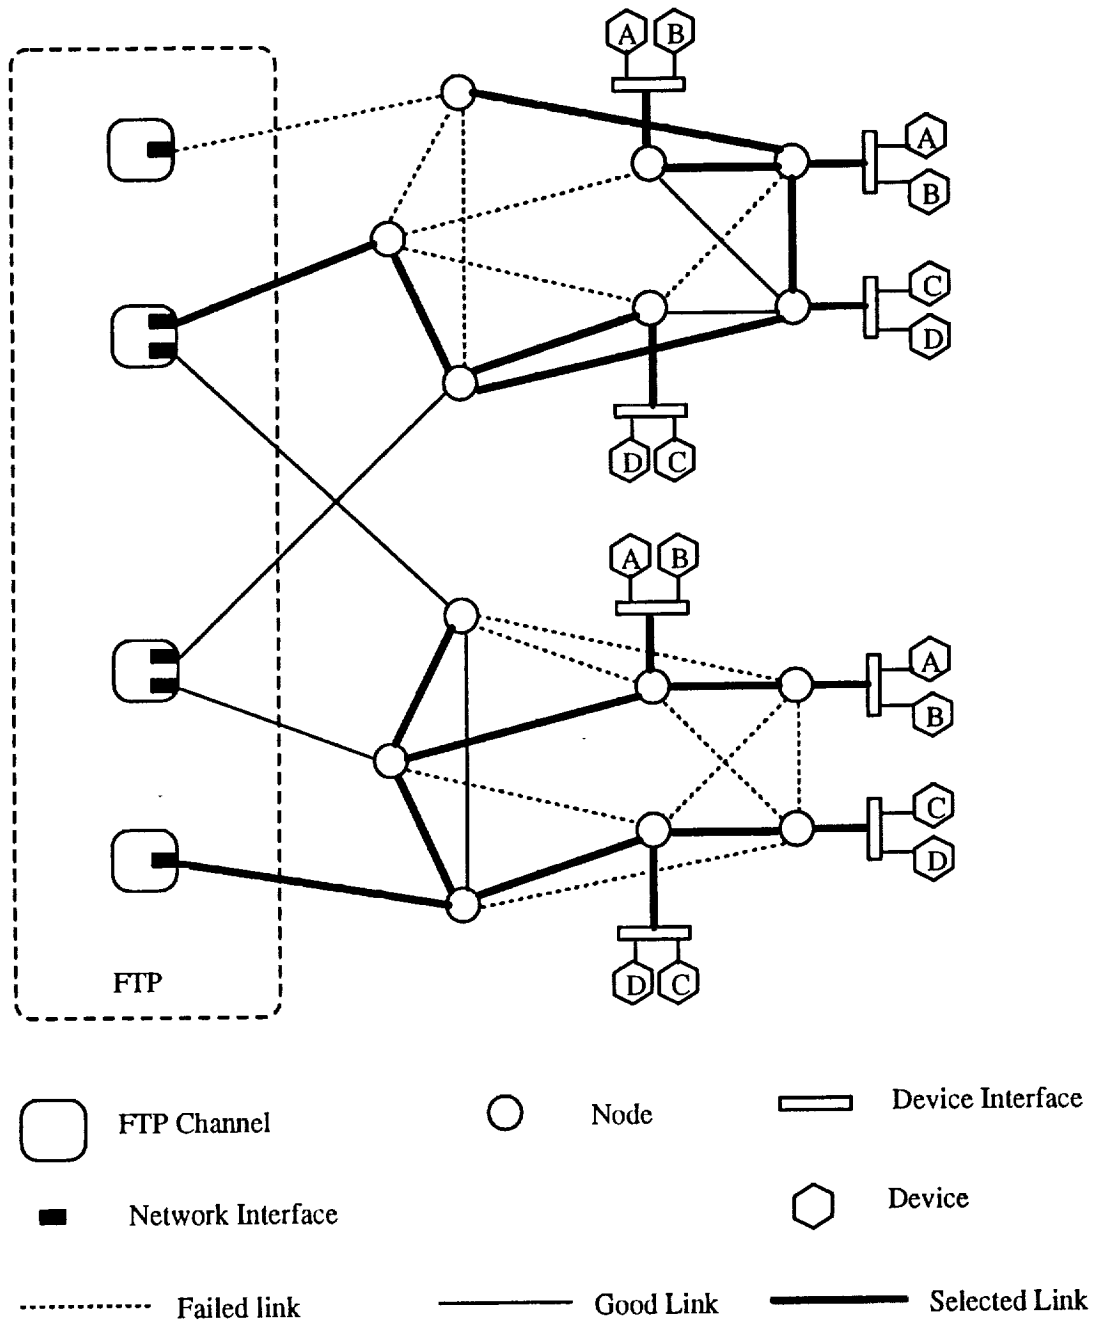 A B
A
B
C
D
D C
A B
A
B
C
D
D C
FTP
FTP Channel
Node
Device Interface
Network Interface
Device
Failed link
Good Link
Selected Link